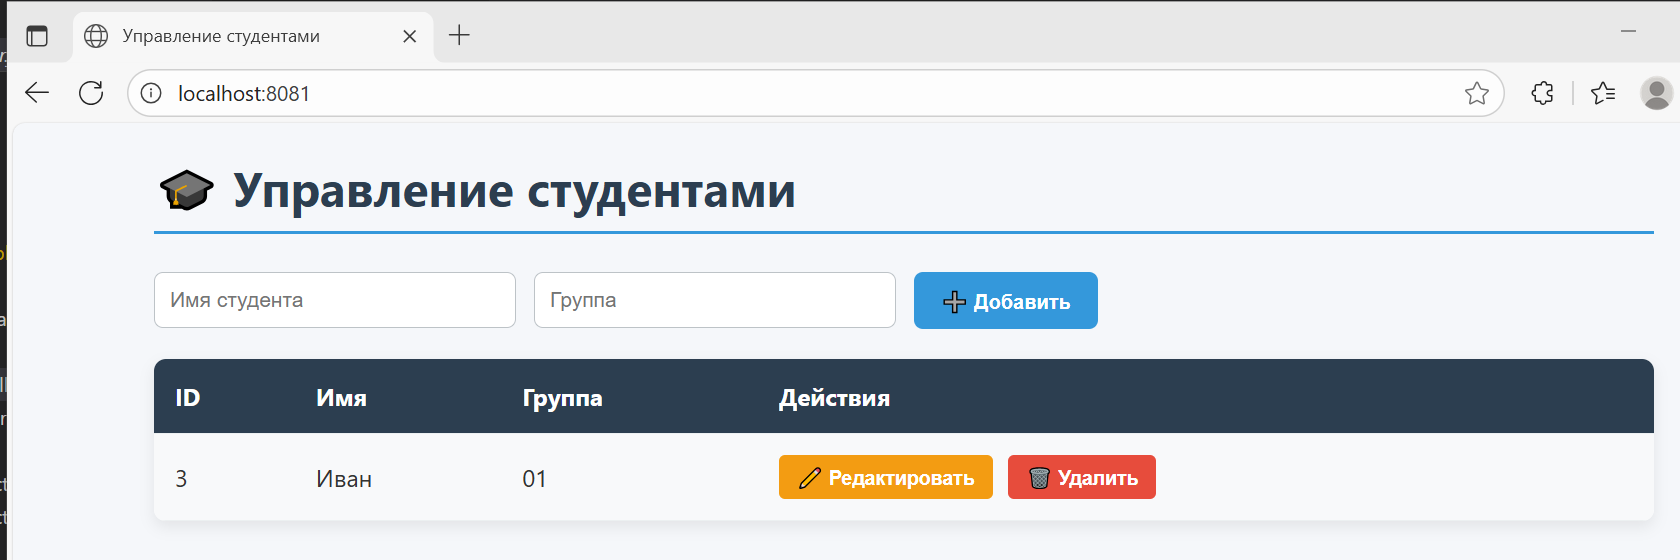 Управление студентами
localhost:8081
Управление студентами
Имя студента Группа Добавить
ID Имя Группа Действия
3 Иван 01 Редактировать Удалить